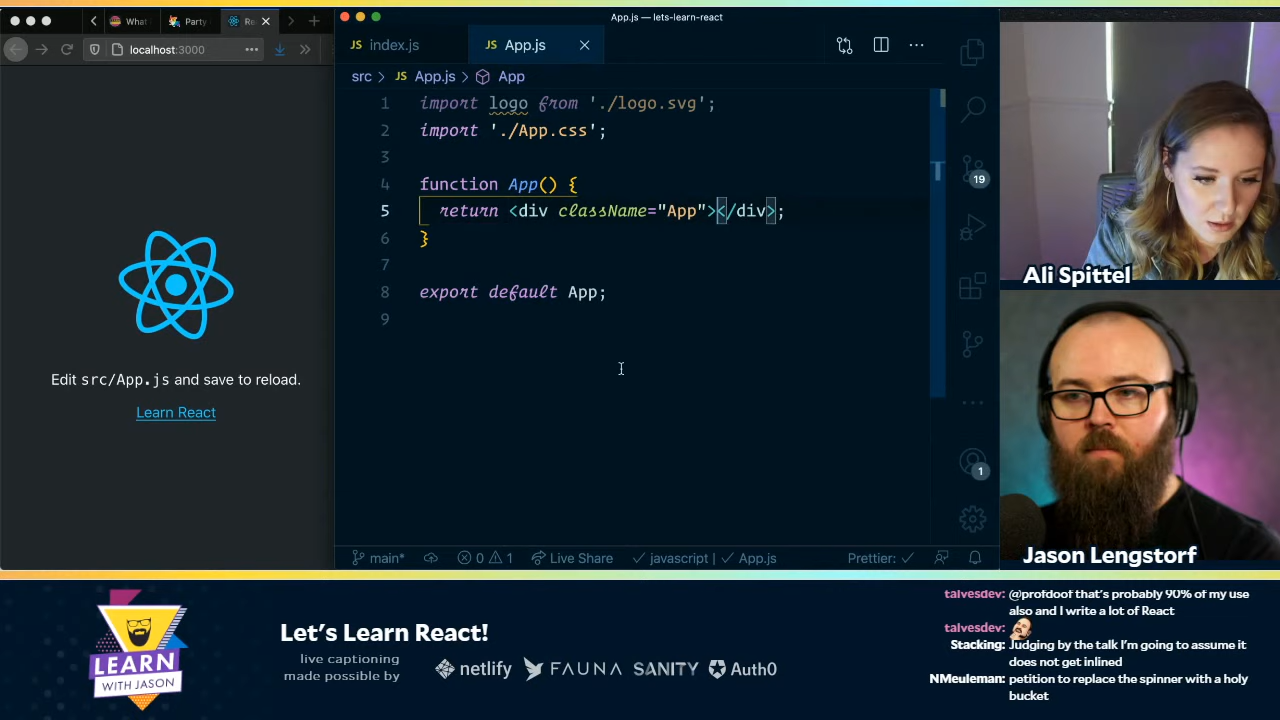 What
Party
Re
localhost:3000
Edit src/App.js and save to reload.
Learn React
App.js — lets-learn-react
JS index.js
JS App.js
src > JS App.js > App
1 import logo from './logo.svg';
2 import './App.css';
3
4 function App() {
5 return <div className="App"></div>;
6 }
7
8 export default App;
9
19
1
main*
0 1
Live Share
javascript |
App.js
Prettier:
Ali Spittel
Jason Lengstorf
LEARN
WITH JASON
Let's Learn React!
live captioning
made possible by
netlify
FAUNA
SANITY
Auth0
talvesdev: @profdoof that's probably 90% of my use
also and I write a lot of React
talvesdev:
Stacking: Judging by the talk I'm going to assume it
does not get inlined
NMeuleman: petition to replace the spinner with a holy
bucket